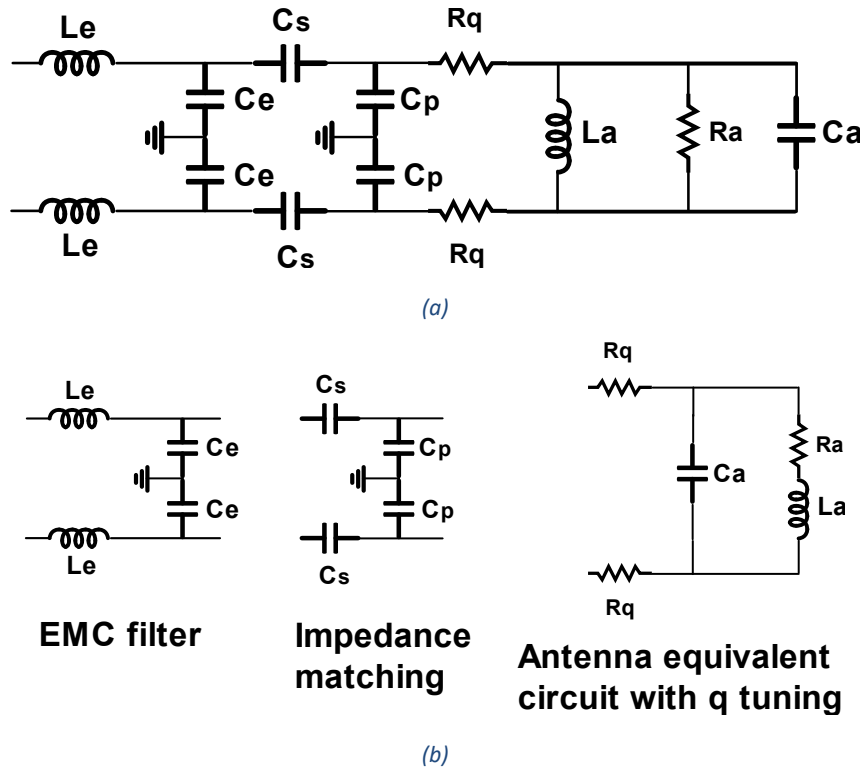 Cs
Rq
Le
Ce
Cp
La
Ra
Ca
Ce
Cp
Le
Cs
Rq
(a)
Rq
Le
Cs
Ce
Cp
Ra
Ca
Ce
Cp
La
Le
Cs
Rq
EMC filter
Impedance
matching
Antenna equivalent
circuit with q tuning
(b)